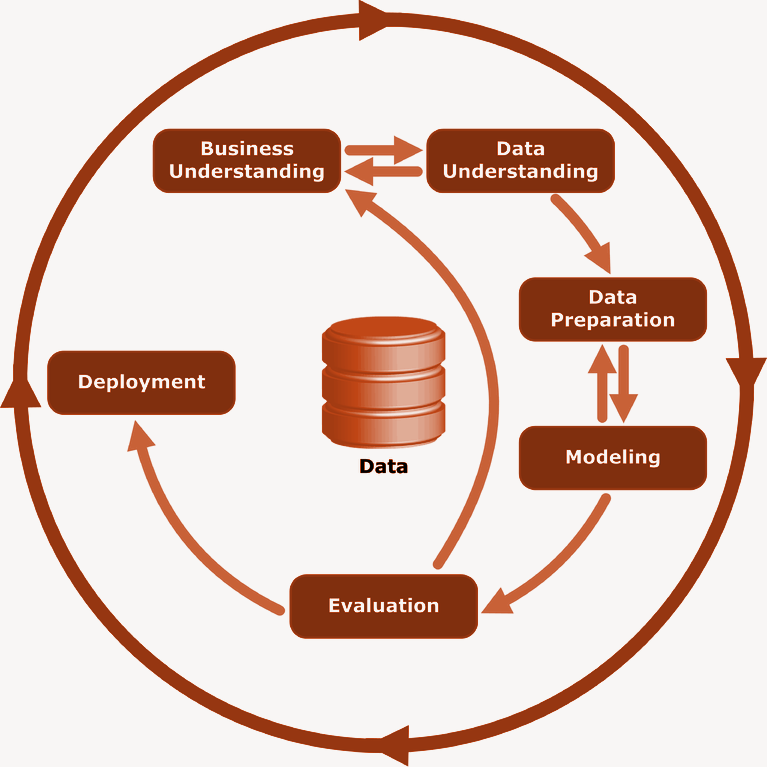 Business
Understanding
Data
Understanding
Data
Preparation
Deployment
Data
Modeling
Evaluation